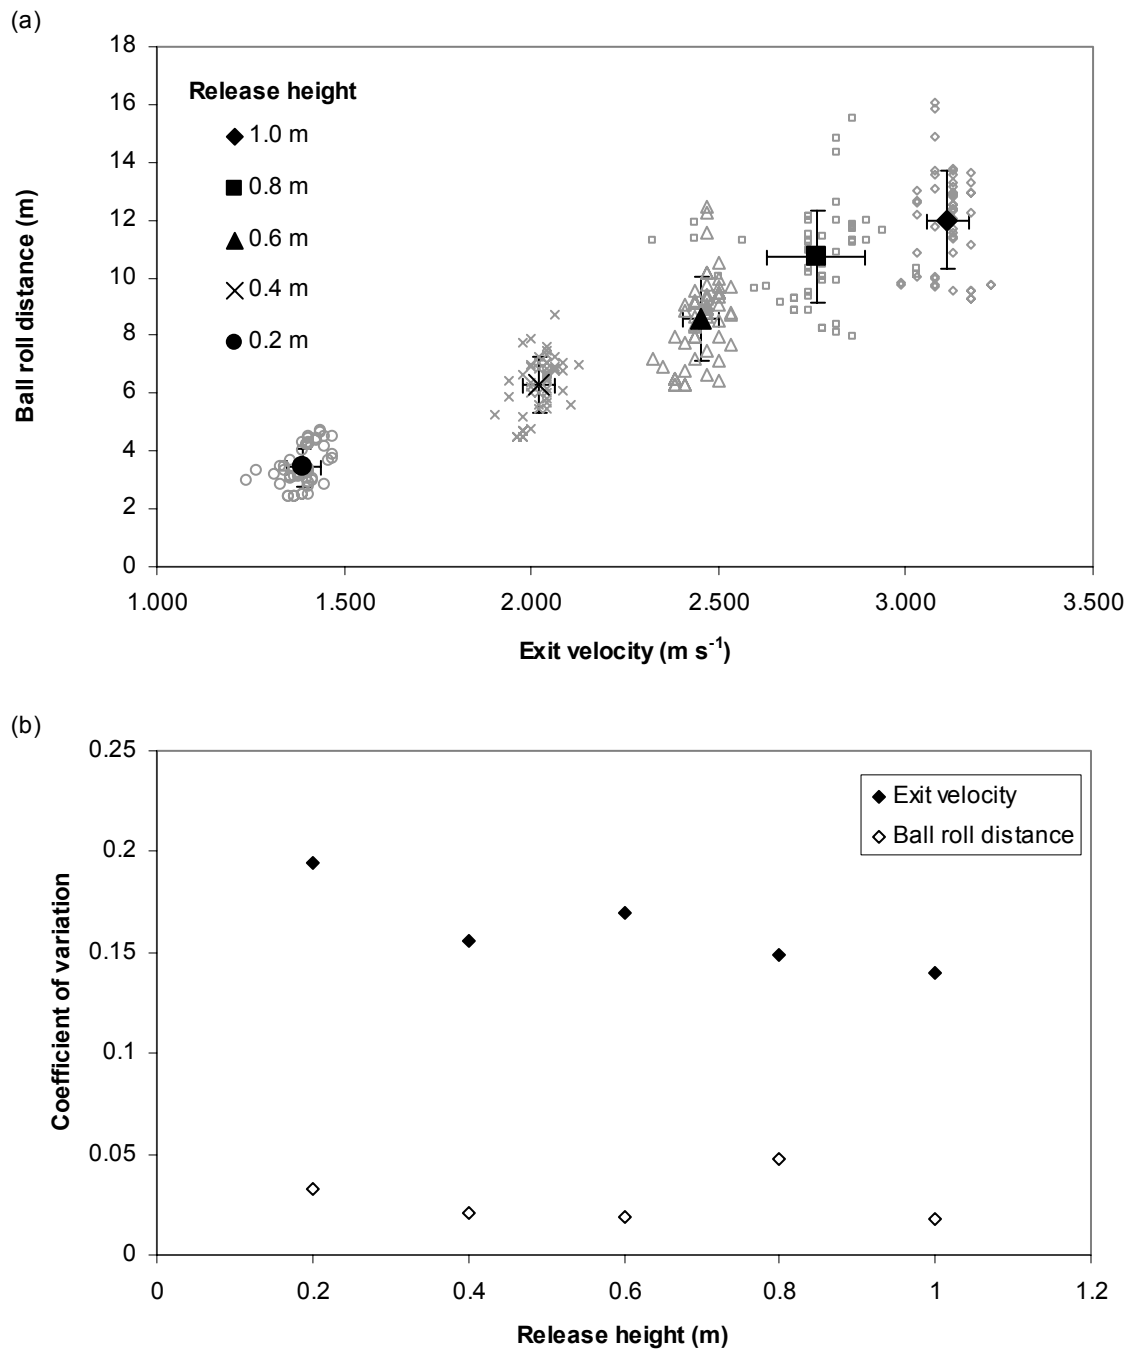 (a)
18
16
14
12
10
8
6
4
2
0
Ball roll distance (m)
Release height
1.0 m
0.8 m
0.6 m
0.4 m
0.2 m
1.000 1.500 2.000 2.500 3.000 3.500
Exit velocity (m s⁻¹)
(b)
0.25
0.2
0.15
0.1
0.05
0
Coefficient of variation
Exit velocity
Ball roll distance
0 0.2 0.4 0.6 0.8 1 1.2
Release height (m)